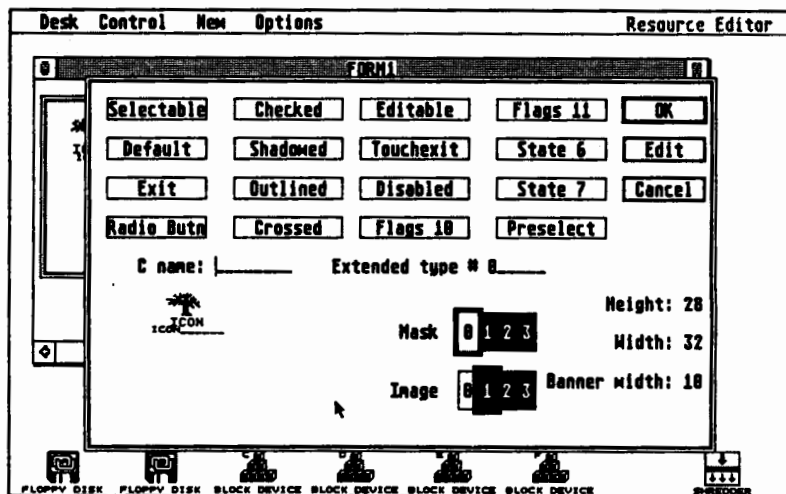 Desk Control New Options Resource Editor
FORM1
Selectable Checked Editable Flags 11 OK
Default Shadowed Touchexit State 6 Edit
Exit Outlined Disabled State 7 Cancel
Radio Butn Crossed Flags 10 Preselect
C name: Extended type # 0
ICON
ICON
Height: 28
Mask 0 1 2 3
Width: 32
Image 0 1 2 3 Banner width: 10
C D E F
FLOPPY DISK FLOPPY DISK BLOCK DEVICE BLOCK DEVICE BLOCK DEVICE BLOCK DEVICE SHREDDER